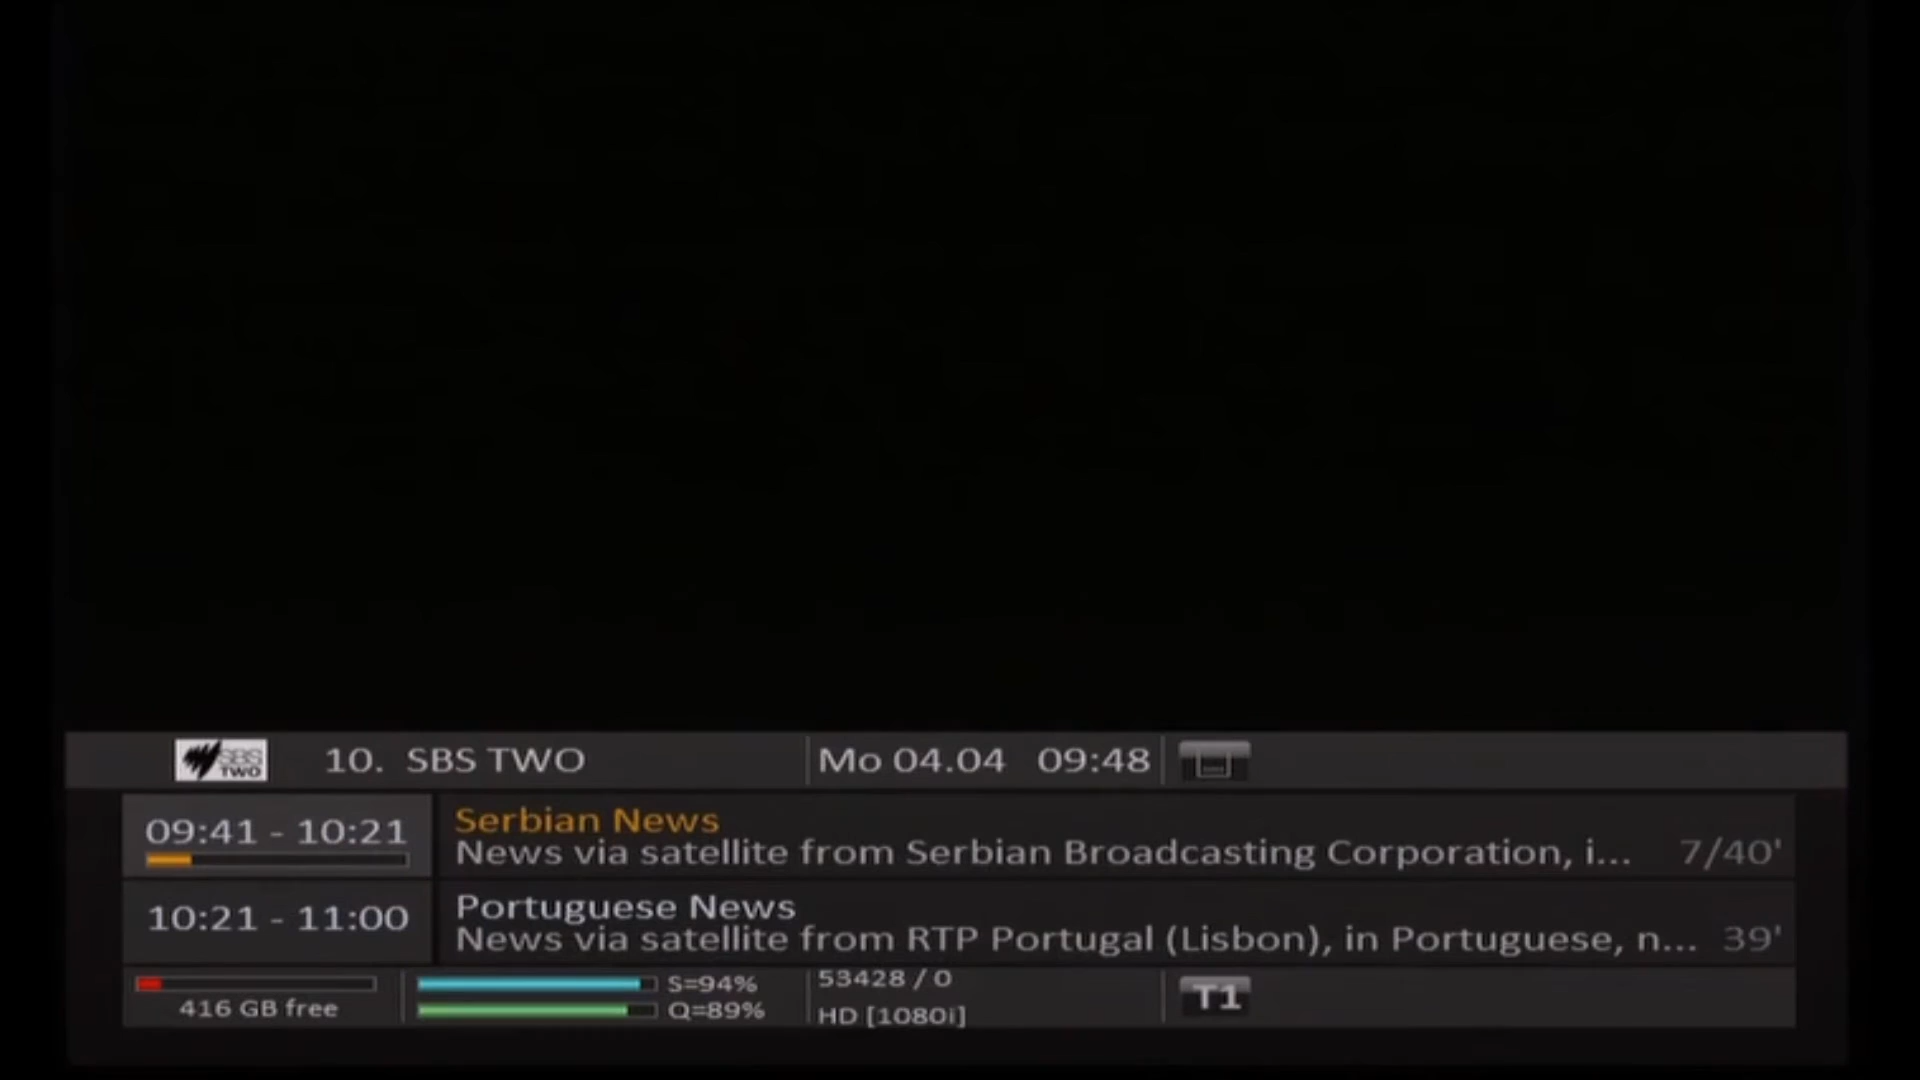 SBS TWO
10. SBS TWO
Mo 04.04 09:48
09:41 - 10:21
Serbian News
News via satellite from Serbian Broadcasting Corporation, i...
7/40'
10:21 - 11:00
Portuguese News
News via satellite from RTP Portugal (Lisbon), in Portuguese, n...
39'
416 GB free
S=94%
Q=89%
53428 / 0
HD [1080i]
T1